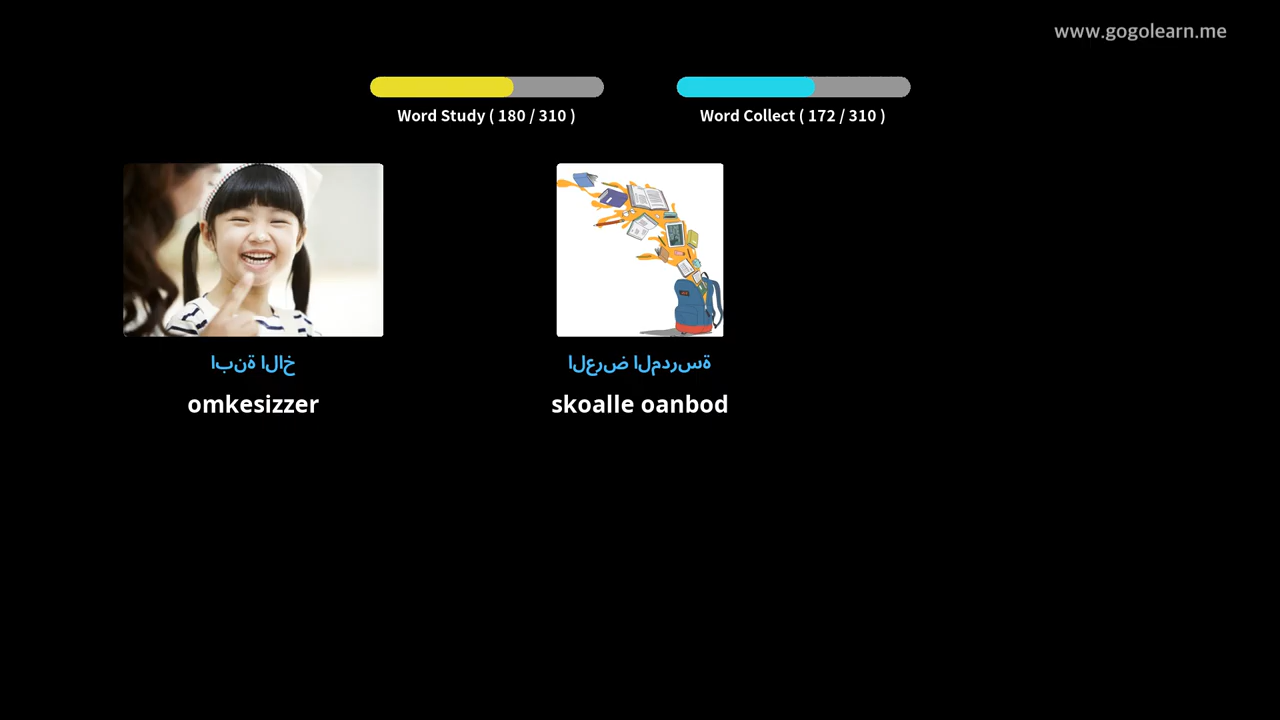 www.gogolearn.me
Word Study ( 180 / 310 )
Word Collect ( 172 / 310 )
ابنة الاخ
العرض المدرسة
omkesizzer
skoalle oanbod